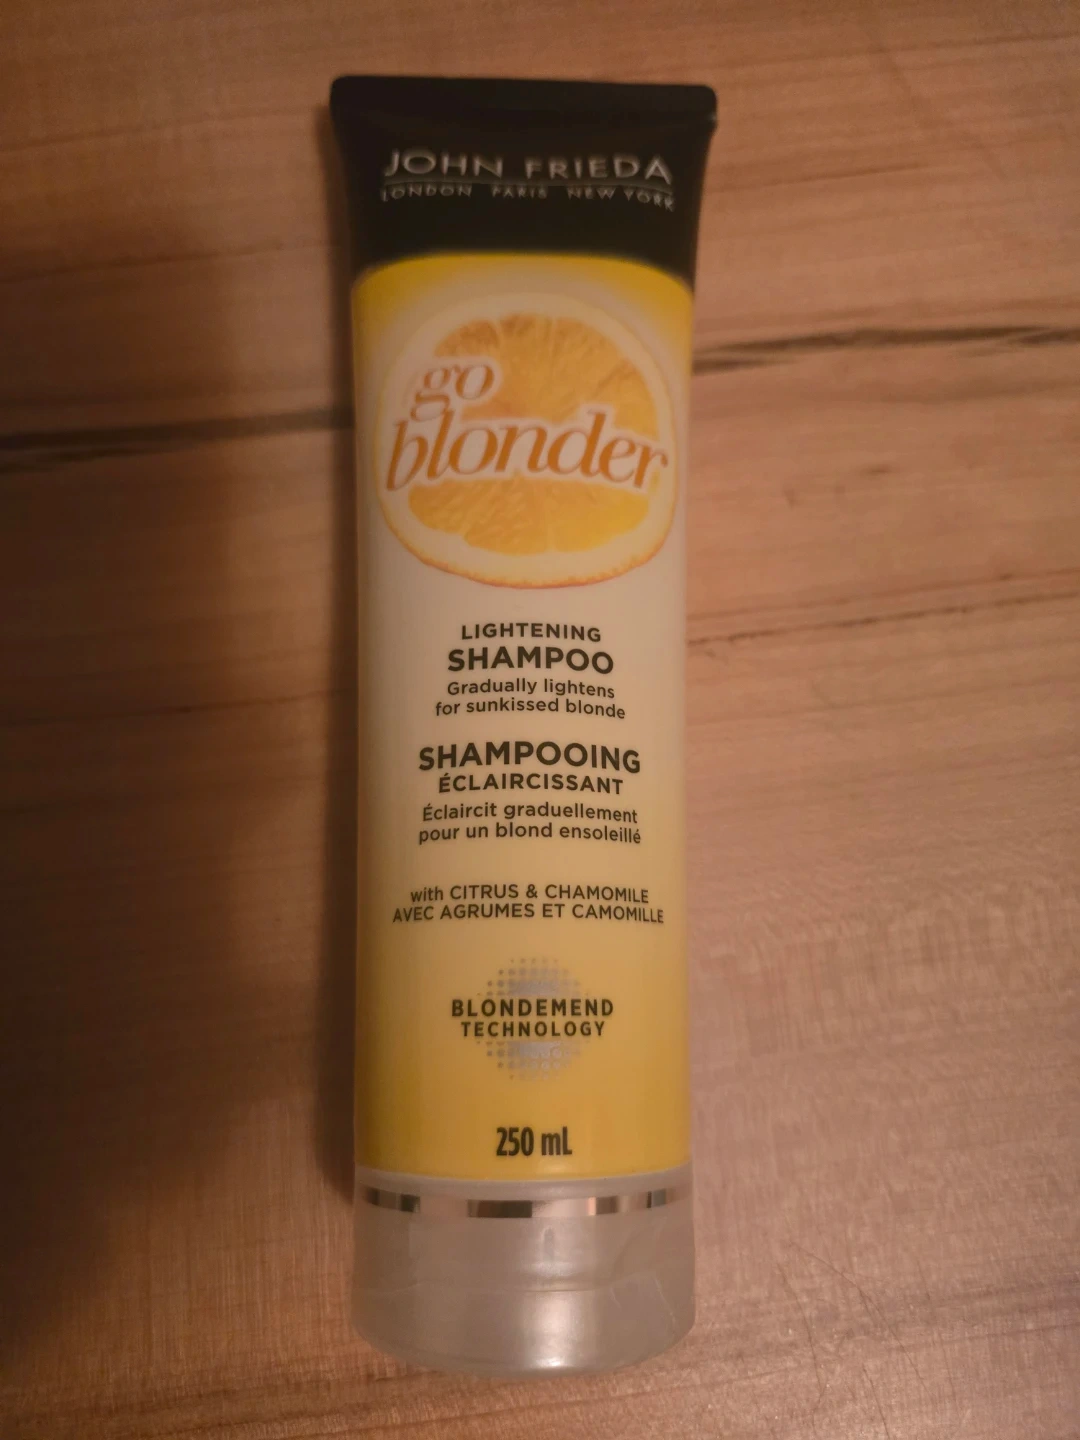 JOHN FRIEDA
LONDON PARIS NEW YORK
go
blonder
LIGHTENING
SHAMPOO
Gradually lightens
for sunkissed blonde
SHAMPOOING
ÉCLAIRCISSANT
Éclaircit graduellement
pour un blond ensoleillé
with CITRUS & CHAMOMILE
AVEC AGRUMES ET CAMOMILLE
BLONDEMEND
TECHNOLOGY
250 mL